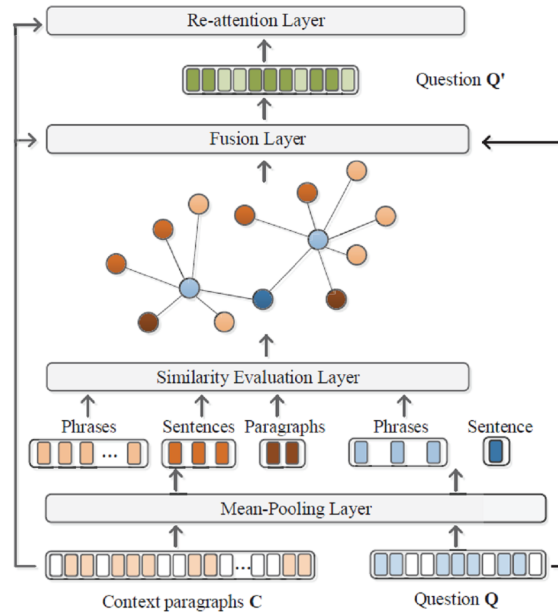 Re-attention Layer
Question Q'
Fusion Layer
Similarity Evaluation Layer
Phrases Sentences Paragraphs Phrases Sentence
...
Mean-Pooling Layer
...
Context paragraphs C Question Q